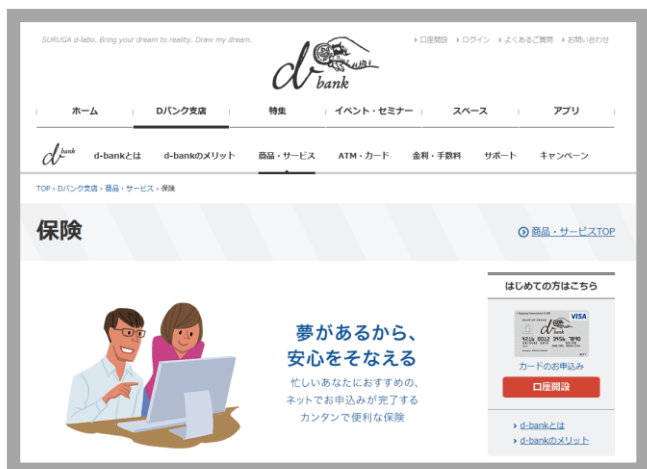 SURUGA d-labo. Bring your dream to reality. Draw my dream.
口座開設 ログイン よくあるご質問 お問い合わせ
d-bank
ホーム Dバンク支店 特集 イベント・セミナー スペース アプリ
d-bank d-bankとは d-bankのメリット 商品・サービス ATM・カード 金利・手数料 サポート キャンペーン
TOP › Dバンク支店 › 商品・サービス › 保険
保険
商品・サービスTOP
はじめての方はこちら
VISA
d-bank
カードのお申込み
口座開設
d-bankとは
d-bankのメリット
夢があるから、
安心をそなえる
忙しいあなたにおすすめの、
ネットでお申込みが完了する
カンタンで便利な保険